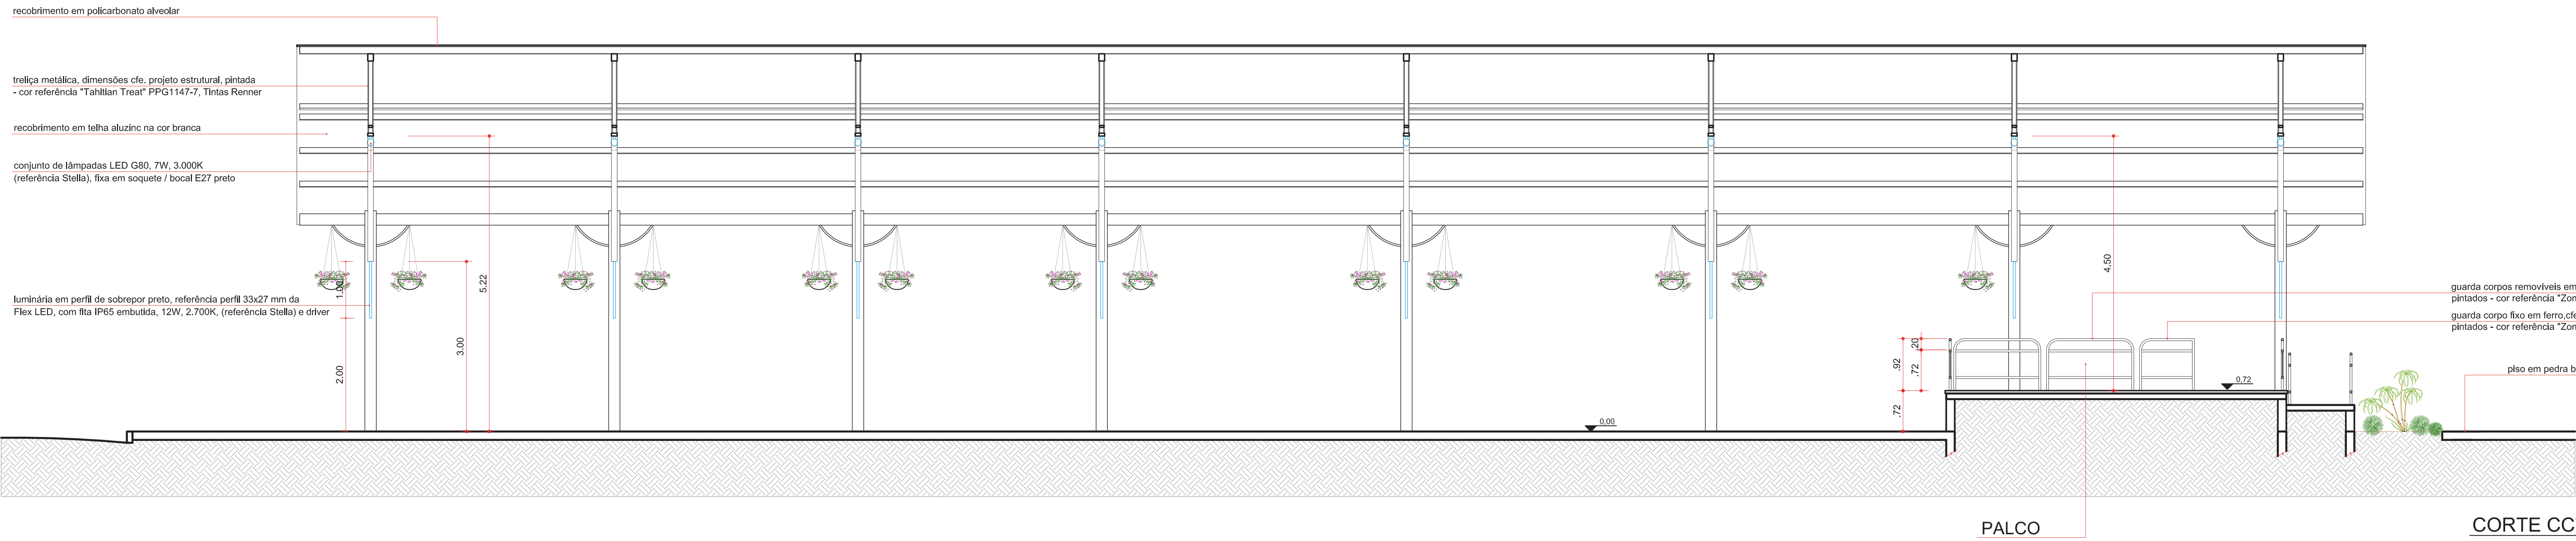 recobrimento em policarbonato alveolar
treliça metálica, dimensões cfe. projeto estrutural, pintada
- cor referência "Tahitian Treat" PPG1147-7, Tintas Renner
recobrimento em telha aluzinc na cor branca
conjunto de lâmpadas LED G80, 7W, 3.000K
(referência Stella), fixa em soquete / bocal E27 preto
luminária em perfil de sobrepor preto, referência perfil 33x27 mm da
Flex LED, com fita IP65 embutida, 12W, 2.700K, (referência Stella) e driver
1.00
2.00
3.00
5.22
4.50
.92
.20
.72
.72
0,00
0,72
guarda corpos removíveis em
pintados - cor referência "Zon
guarda corpo fixo em ferro,cfe
pintados - cor referência "Zon
piso em pedra b
PALCO
CORTE CC